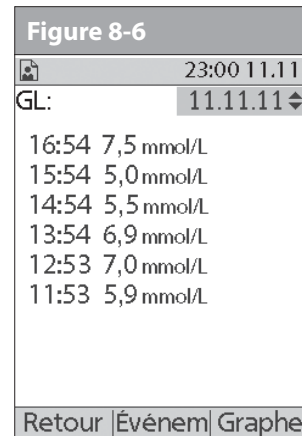 Figure 8-6
23:00 11.11
GL: 11.11.11
16:54 7,5 mmol/L
15:54 5,0 mmol/L
14:54 5,5 mmol/L
13:54 6,9 mmol/L
12:53 7,0 mmol/L
11:53 5,9 mmol/L
Retour Événem Graphe